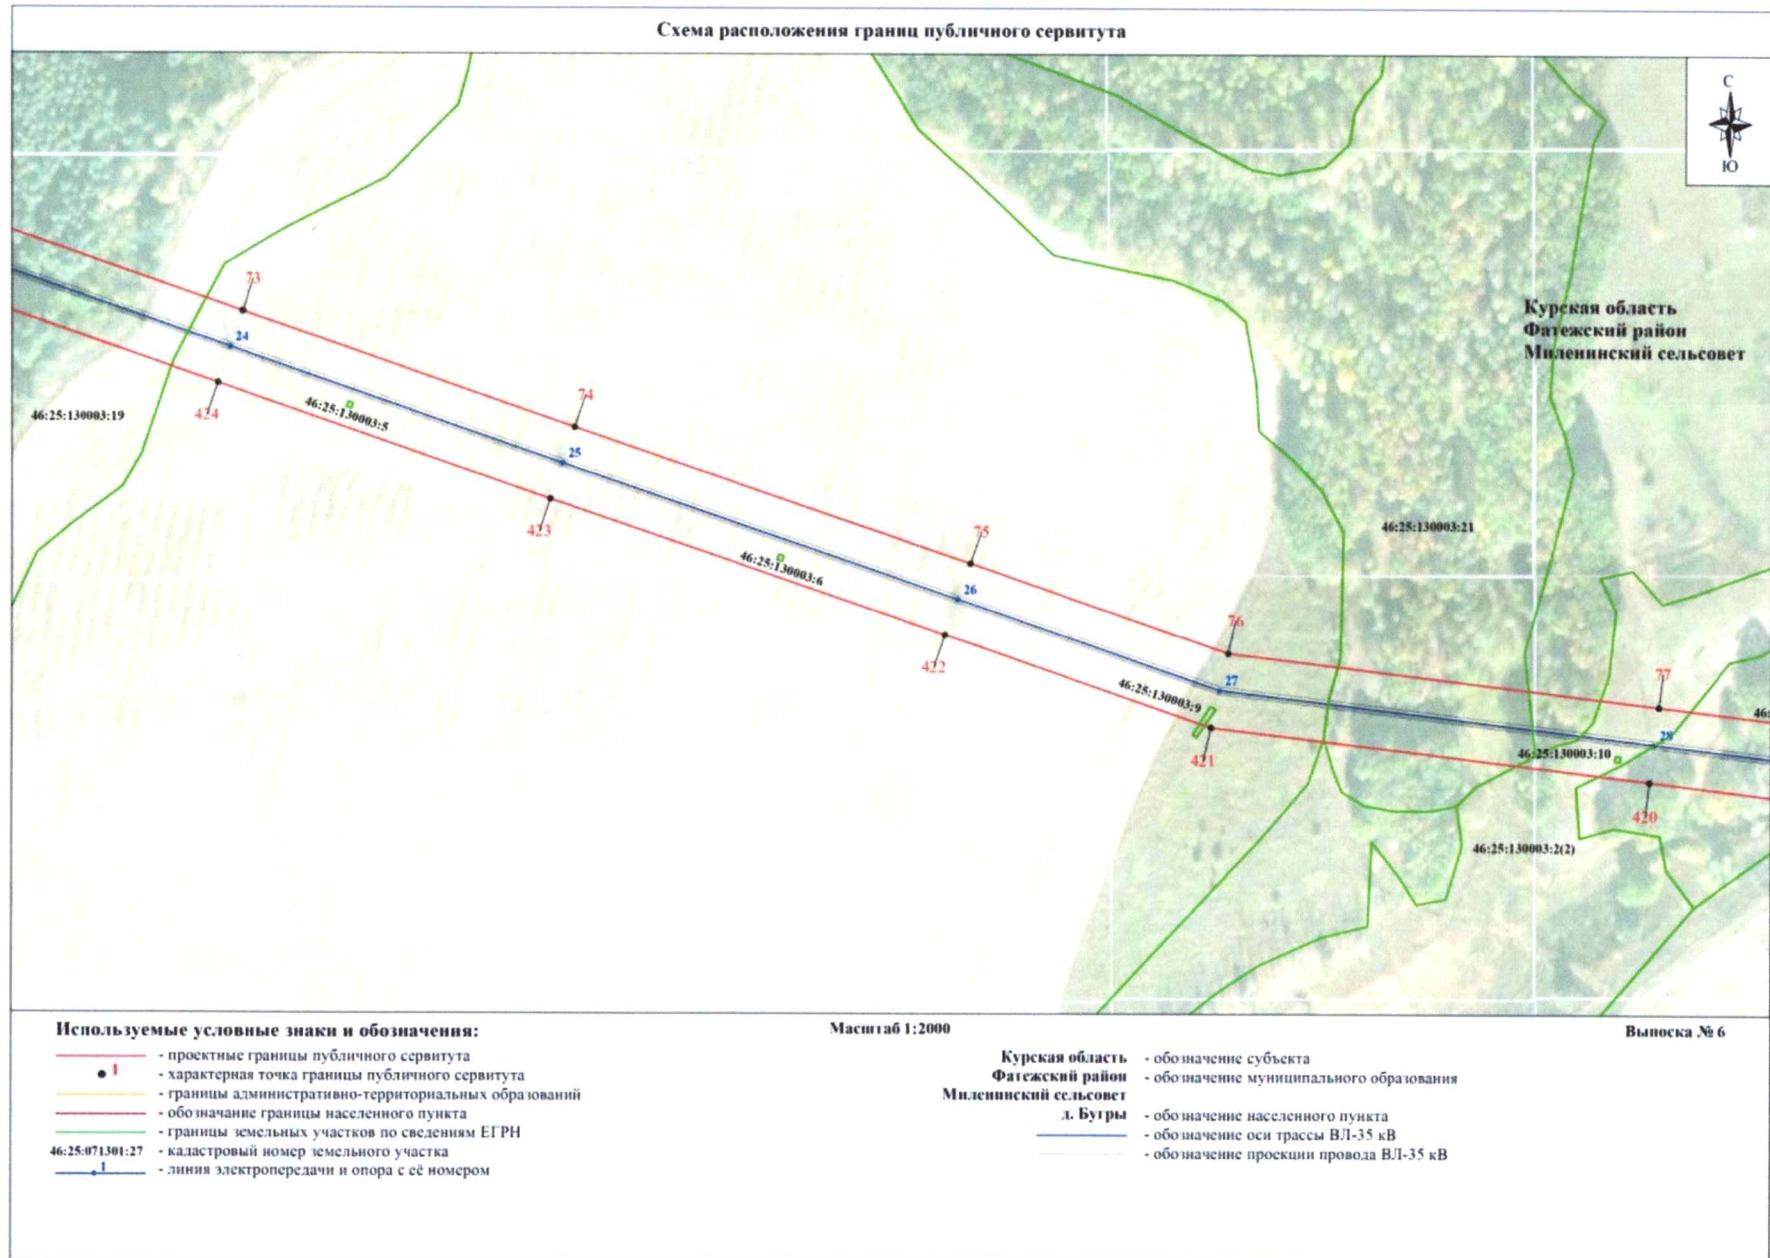 Схема расположения границ публичного сервитута
С
Ю
73
24
74
424
46:25:130003:19
46:25:130003:5
25
423
75
46:25:130003:6
26
422
76
Курская область
Фатежский район
Миленинский сельсовет
46:25:130003:21
46:25:130003:9
27
77
46:
28
421
46:25:130003:10
420
46:25:130003:2(2)
Используемые условные знаки и обозначения:
Масштаб 1:2000
Выноска № 6
- проектные границы публичного сервитута
1 - характерная точка границы публичного сервитута
- границы административно-территориальных образований
- обозначание границы населенного пункта
- границы земельных участков по сведениям ЕГРН
46:25:071301:27 - кадастровый номер земельного участка
1 - линия электропередачи и опора с её номером
Курская область - обозначение субъекта
Фатежский район - обозначение муниципального образования
Миленинский сельсовет
д. Бугры - обозначение населенного пункта
- обозначение оси трассы ВЛ-35 кВ
- обозначение проекции провода ВЛ-35 кВ